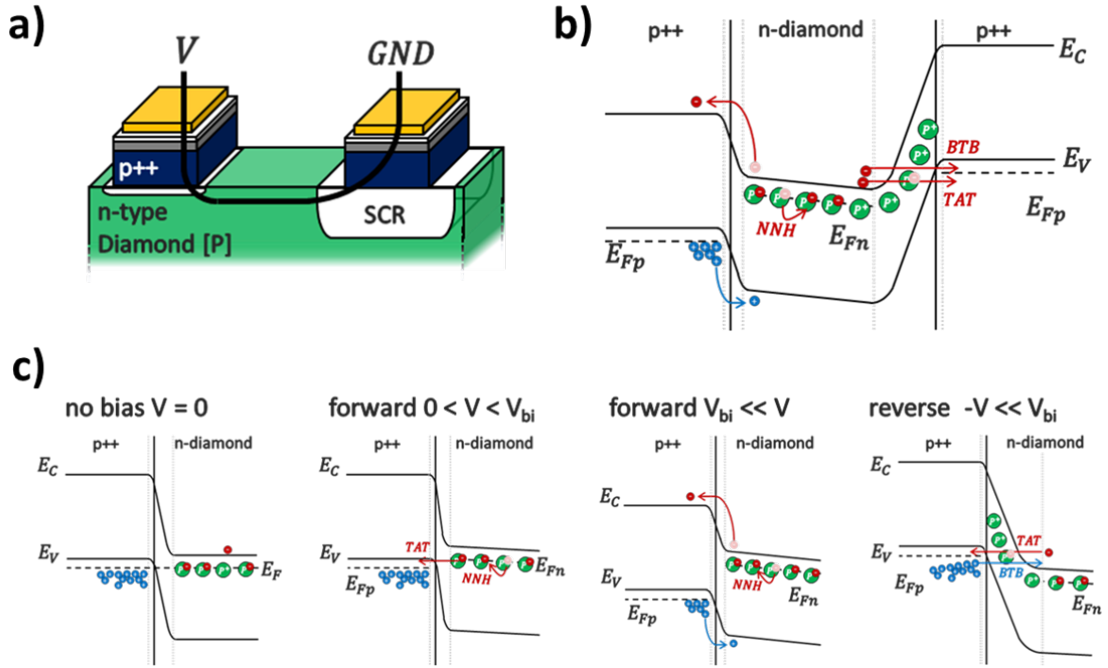 a)
V
GND
p++
n-type
Diamond [P]
SCR
b)
p++
n-diamond
p++
E_C
P+
P+
BTB
E_V
TAT
NNH
P+
P+
E_Fn
E_Fp
E_Fp
c)
no bias V = 0
p++
n-diamond
E_C
E_V
E_F
E_Fp
forward 0 < V < V_bi
p++
n-diamond
E_C
E_V
TAT
NNH
E_Fn
E_Fp
forward V_bi << V
p++
n-diamond
E_C
NNH
E_V
E_Fn
E_Fp
reverse -V << V_bi
p++
n-diamond
E_C
E_V
TAT
BTB
E_Fp
E_Fn